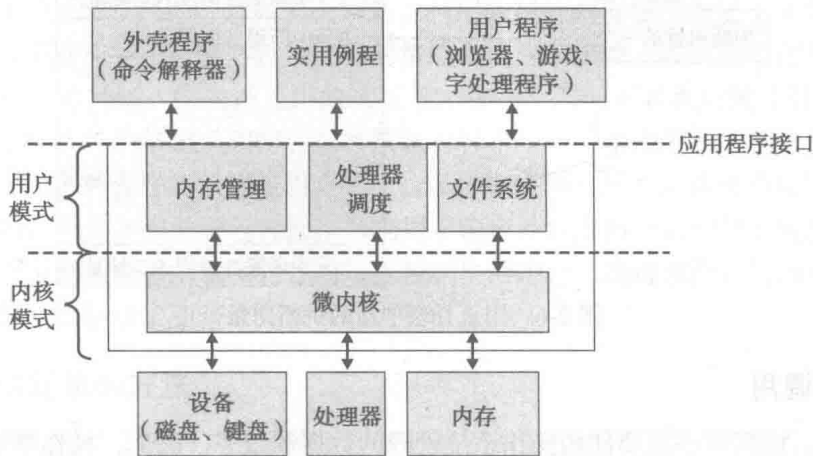 外壳程序
（命令解释器）
实用例程
用户程序
（浏览器、游戏、
字处理程序）
应用程序接口
用户
模式
内存管理
处理器
调度
文件系统
内核
模式
微内核
设备
（磁盘、键盘）
处理器
内存
调用